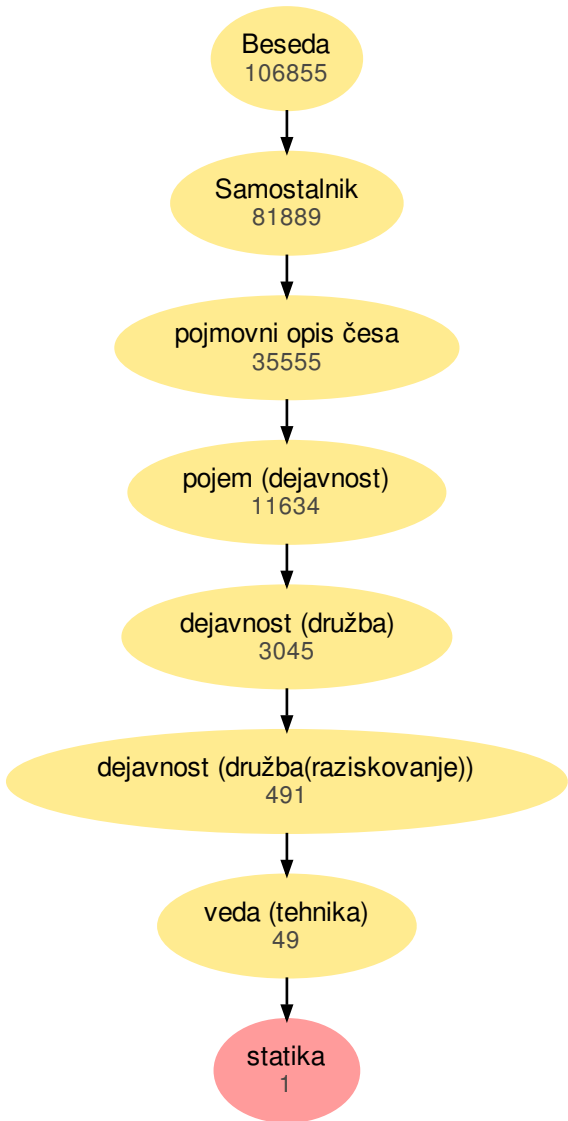 Beseda
106855
Samostalnik
81889
pojmovni opis česa
35555
pojem (dejavnost)
11634
dejavnost (družba)
3045
dejavnost (družba(raziskovanje))
491
veda (tehnika)
49
statika
1